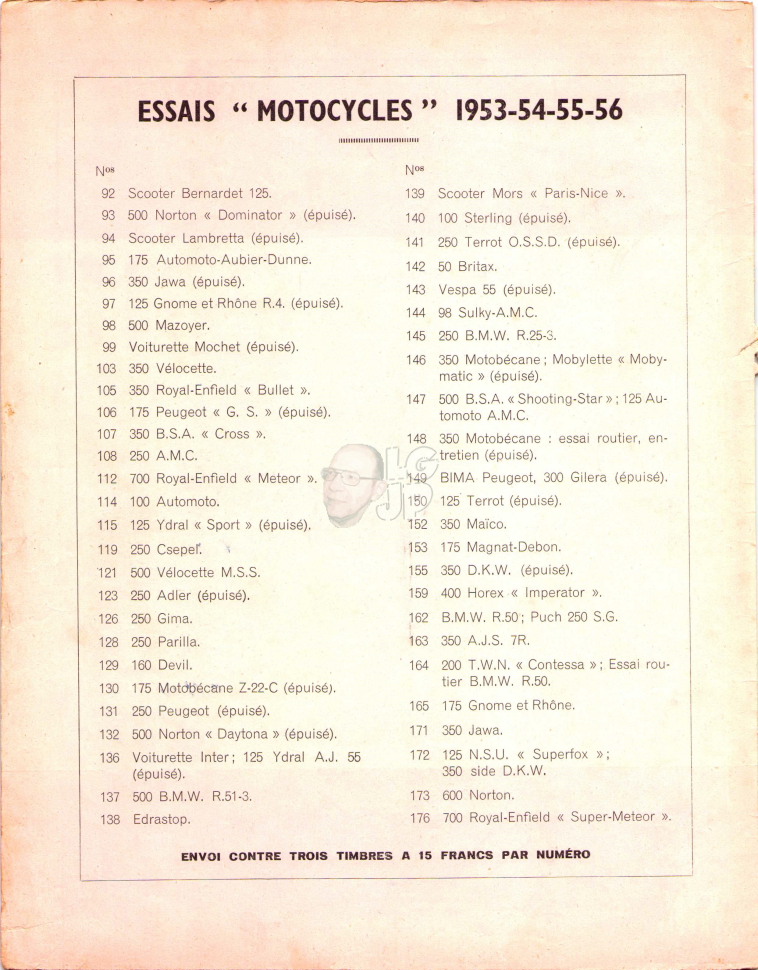 ESSAIS “ MOTOCYCLES ” 1953-54-55-56
Nos
92 Scooter Bernardet 125.
93 500 Norton « Dominator » (épuisé).
94 Scooter Lambretta (épuisé).
95 175 Automoto-Aubier-Dunne.
96 350 Jawa (épuisé).
97 125 Gnome et Rhône R.4. (épuisé).
98 500 Mazoyer.
99 Voiturette Mochet (épuisé).
103 350 Vélocette.
105 350 Royal-Enfield « Bullet ».
106 175 Peugeot « G. S. » (épuisé).
107 350 B.S.A. « Cross ».
108 250 A.M.C.
112 700 Royal-Enfield « Meteor ».
114 100 Automoto.
115 125 Ydral « Sport » (épuisé).
119 250 Csepel.
121 500 Vélocette M.S.S.
123 250 Adler (épuisé).
126 250 Gima.
128 250 Parilla.
129 160 Devil.
130 175 Motobécane Z-22-C (épuisé).
131 250 Peugeot (épuisé).
132 500 Norton « Daytona » (épuisé).
136 Voiturette Inter ; 125 Ydral A.J. 55
(épuisé).
137 500 B.M.W. R.51-3.
138 Edrastop.
Nos
139 Scooter Mors « Paris-Nice ».
140 100 Sterling (épuisé).
141 250 Terrot O.S.S.D. (épuisé).
142 50 Britax.
143 Vespa 55 (épuisé).
144 98 Sulky-A.M.C.
145 250 B.M.W. R.25-3.
146 350 Motobécane ; Mobylette « Moby-
matic » (épuisé).
147 500 B.S.A. « Shooting-Star » ; 125 Au-
tomoto A.M.C.
148 350 Motobécane : essai routier, en-
tretien (épuisé).
149 BIMA Peugeot, 300 Gilera (épuisé).
150 125 Terrot (épuisé).
152 350 Maïco.
153 175 Magnat-Debon.
155 350 D.K.W. (épuisé).
159 400 Horex « Imperator ».
162 B.M.W. R.50 ; Puch 250 S.G.
163 350 A.J.S. 7R.
164 200 T.W.N. « Contessa » ; Essai rou-
tier B.M.W. R.50.
165 175 Gnome et Rhône.
171 350 Jawa.
172 125 N.S.U. « Superfox » ;
350 side D.K.W.
173 600 Norton.
176 700 Royal-Enfield « Super-Meteor ».
LG
JP
ENVOI CONTRE TROIS TIMBRES A 15 FRANCS PAR NUMÉRO